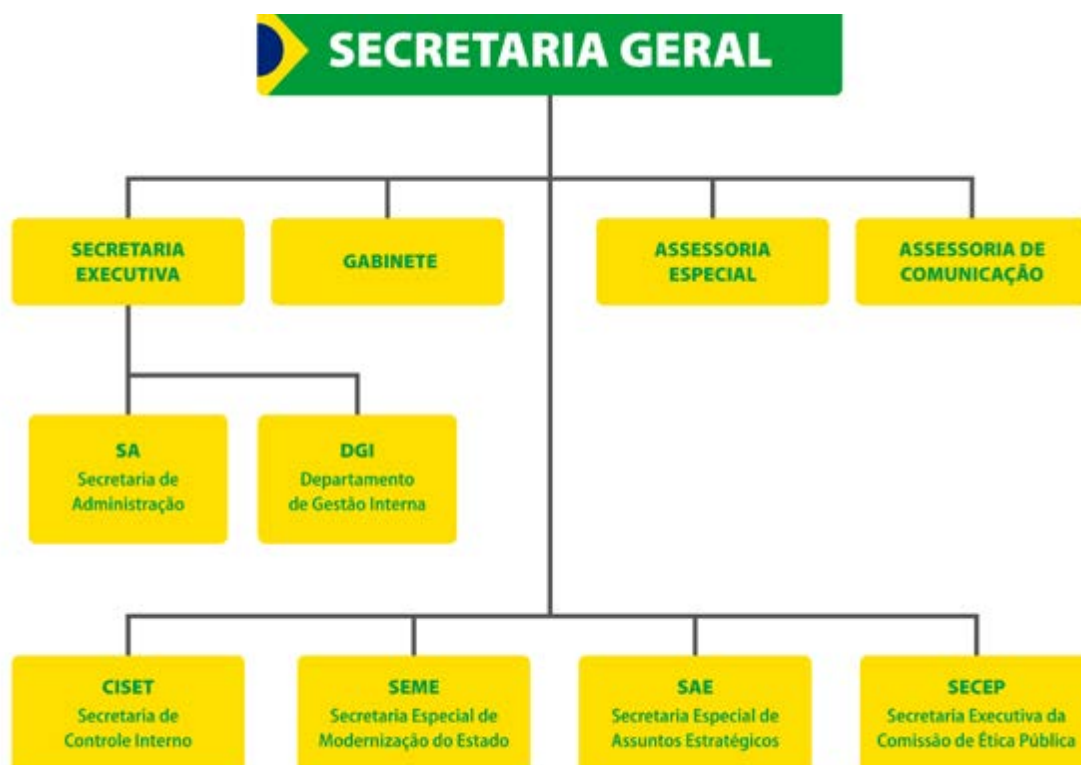 SECRETARIA GERAL
SECRETARIA
EXECUTIVA
GABINETE
ASSESSORIA
ESPECIAL
ASSESSORIA DE
COMUNICAÇÃO
SA
Secretaria de
Administração
DGI
Departamento
de Gestão Interna
CISET
Secretaria de
Controle Interno
SEME
Secretaria Especial de
Modernização do Estado
SAE
Secretaria Especial de
Assuntos Estratégicos
SECEP
Secretaria Executiva da
Comissão de Ética Pública